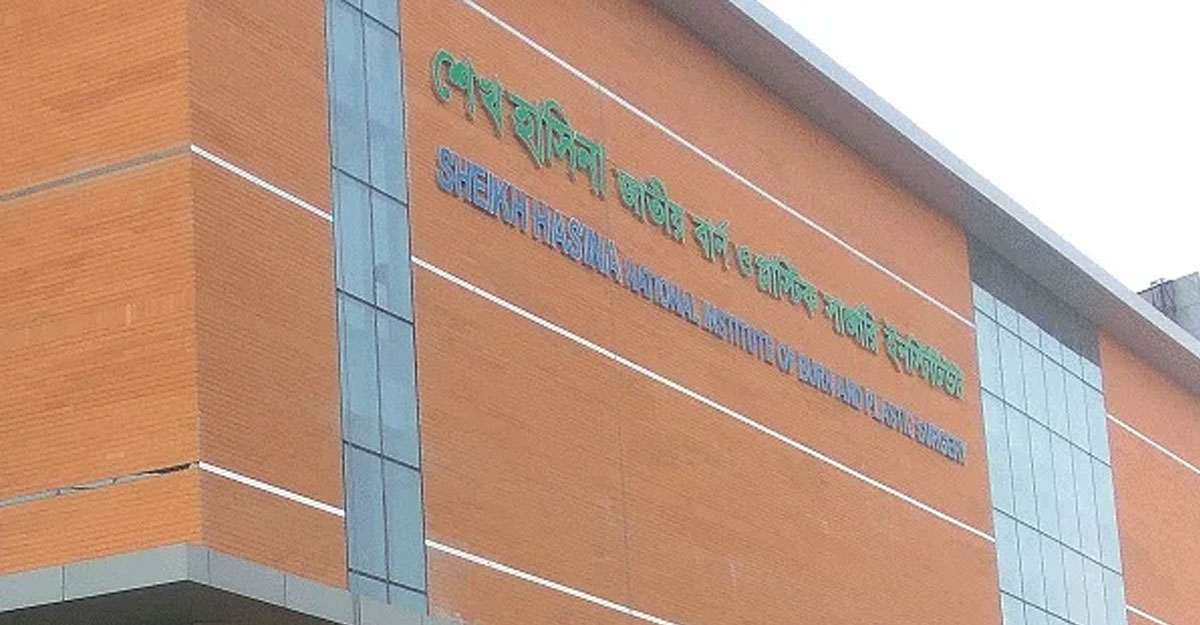 শেখ হাসিনা জাতীয় বার্ন ও প্লাস্টিক সার্জারি ইনস্টিটিউট
SHEIKH HASINA NATIONAL INSTITUTE OF BURN AND PLASTIC SURGERY